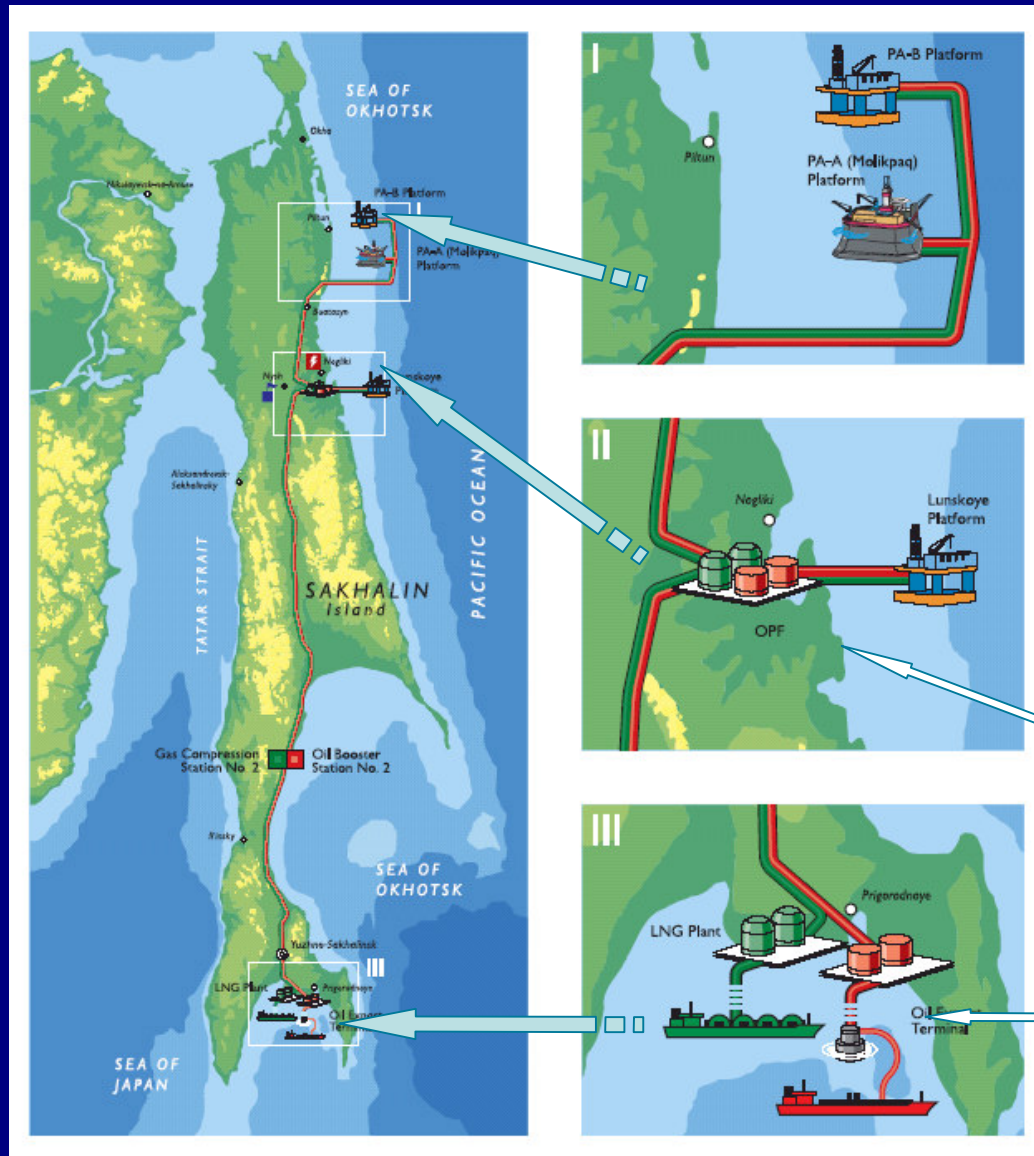 SEA OF
OKHOTSK
Okha
Nikolayevsk-na-Amure
PA-B Platform
Piltun
PA-A (Molikpaq)
Platform
Boatasyn
Nogliki
Nysh
Aleksandrovsk-
Sakhalinsky
TATAR STRAIT
PACIFIC OCEAN
SAKHALIN
Island
Gas Compression
Station No. 2
Oil Booster
Station No. 2
SEA OF
OKHOTSK
Yuzhno-Sakhalinsk
III
LNG Plant
Prigorodnoye
SEA OF
JAPAN
I
PA-B Platform
Piltun
PA-A (Molikpaq)
Platform
II
Nogliki
Lunskoye
Platform
OPF
III
Prigorodnoye
LNG Plant
Oil
Terminal